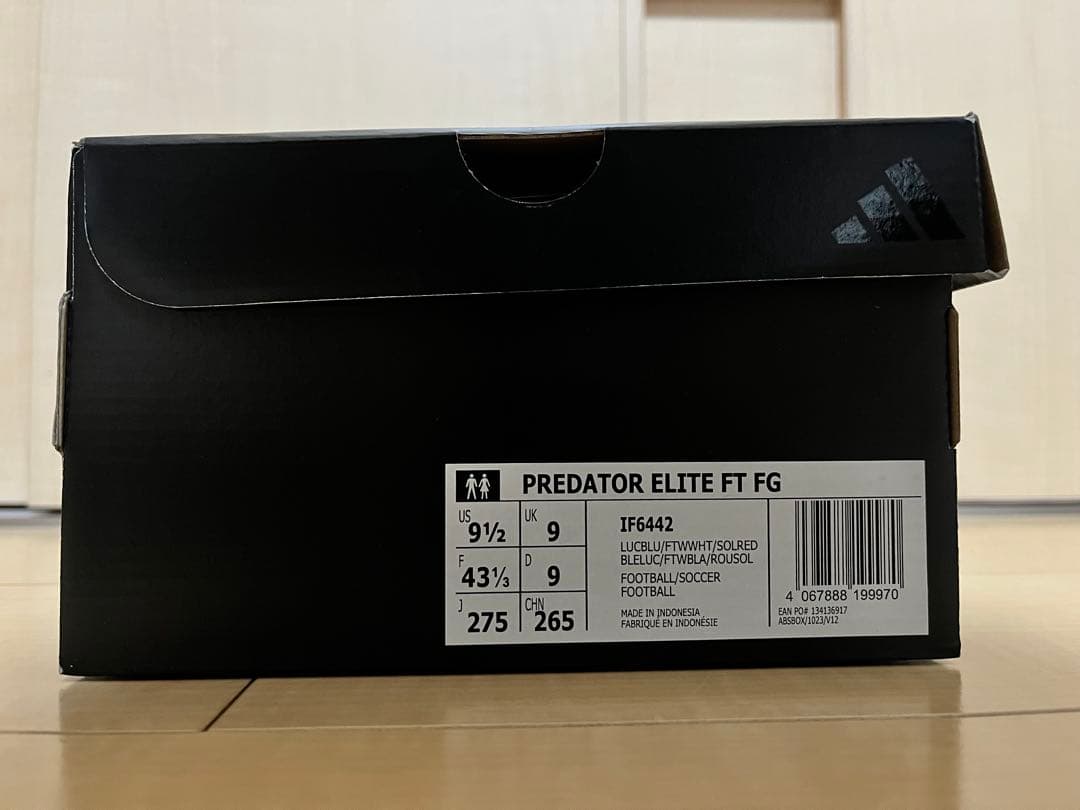 PREDATOR ELITE FT FG
US 9½ UK 9
F 43⅓ D 9
J 275 CHN 265
IF6442
LUCBLU/FTWWHT/SOLRED
BLELUC/FTWBLA/ROUSOL
FOOTBALL/SOCCER
FOOTBALL
MADE IN INDONESIA
FABRIQUÉ EN INDONÉSIE
4 067888 199970
EAN PO# 134136917
ABSBOX/1023/V12